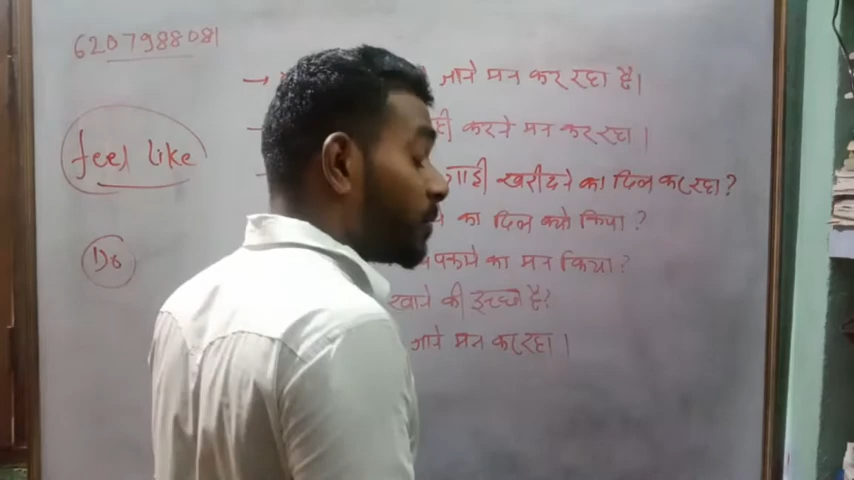 6207988081
→ जाने मन कर रहा है।
feel like
ही करने मन कर रहा।
गाड़ी खरीदने का दिल कर रहा?
का दिल क्यो किया?
Do
पकाने का मन किया?
खाने की इच्छा है?
जाने मन कर रहा।